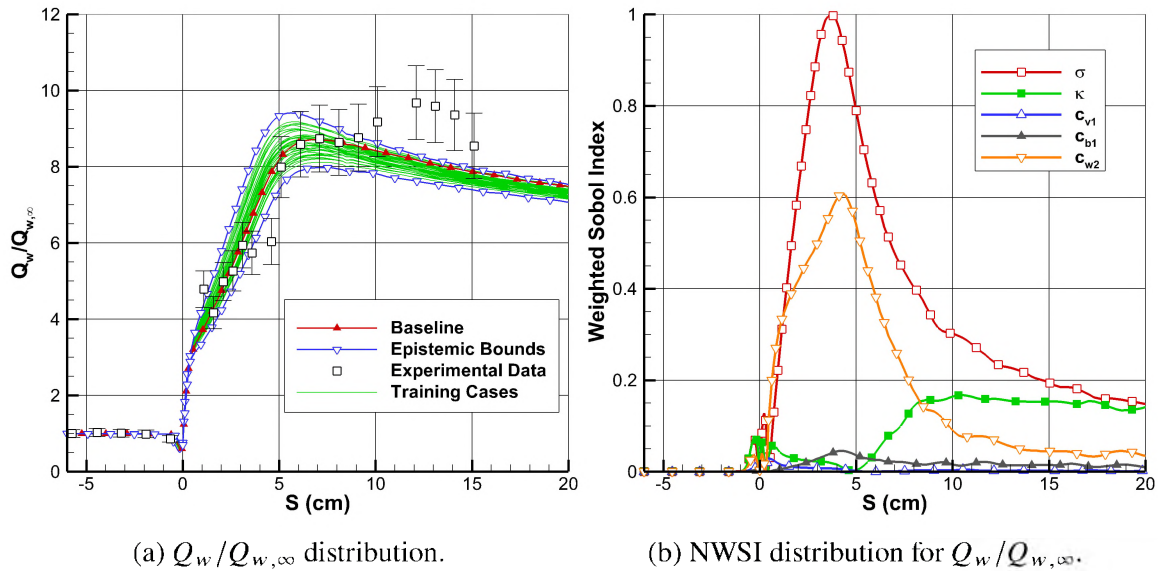 12
10
8
6
4
2
0
Q_w/Q_w,∞
-5 0 5 10 15 20
S (cm)
Baseline
Epistemic Bounds
Experimental Data
Training Cases
(a) Q_w/Q_w,∞ distribution.
1
0.8
0.6
0.4
0.2
0
Weighted Sobol Index
-5 0 5 10 15 20
S (cm)
σ
κ
c_v1
c_b1
c_w2
(b) NWSI distribution for Q_w/Q_w,∞.